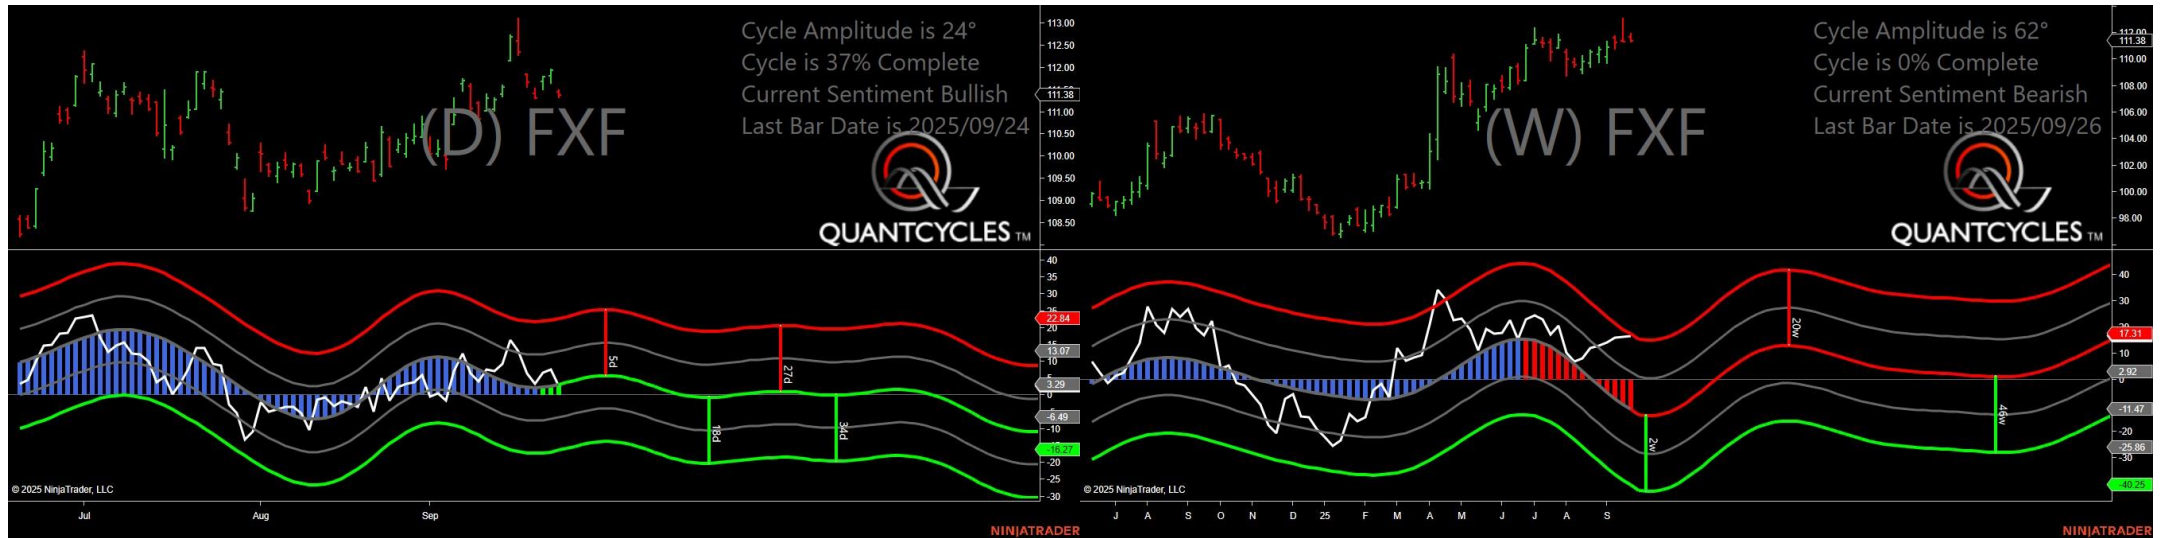 Cycle Amplitude is 24°
Cycle is 37% Complete
Current Sentiment Bullish
Last Bar Date is 2025/09/24
(D) FXF
QUANTCYCLES TM
113.00
112.50
112.00
111.38
111.00
110.50
110.00
109.50
109.00
108.50
40
35
30
25
22.84
20
15
13.07
10
5
3.29
0
-6.49
-10
-16.27
-20
-25
-30
5d
27d
18d
34d
© 2025 NinjaTrader, LLC
Jul
Aug
Sep
NINJATRADER
Cycle Amplitude is 62°
Cycle is 0% Complete
Current Sentiment Bearish
Last Bar Date is 2025/09/26
(W) FXF
QUANTCYCLES TM
112.00
111.38
110.00
108.00
106.00
104.00
102.00
100.00
98.00
40
30
17.31
10
2.92
0
-11.47
-20
-25.86
-30
-40.25
20w
2w
46w
© 2025 NinjaTrader, LLC
J A S O N D 25 F M A M J J A S
NINJATRADER